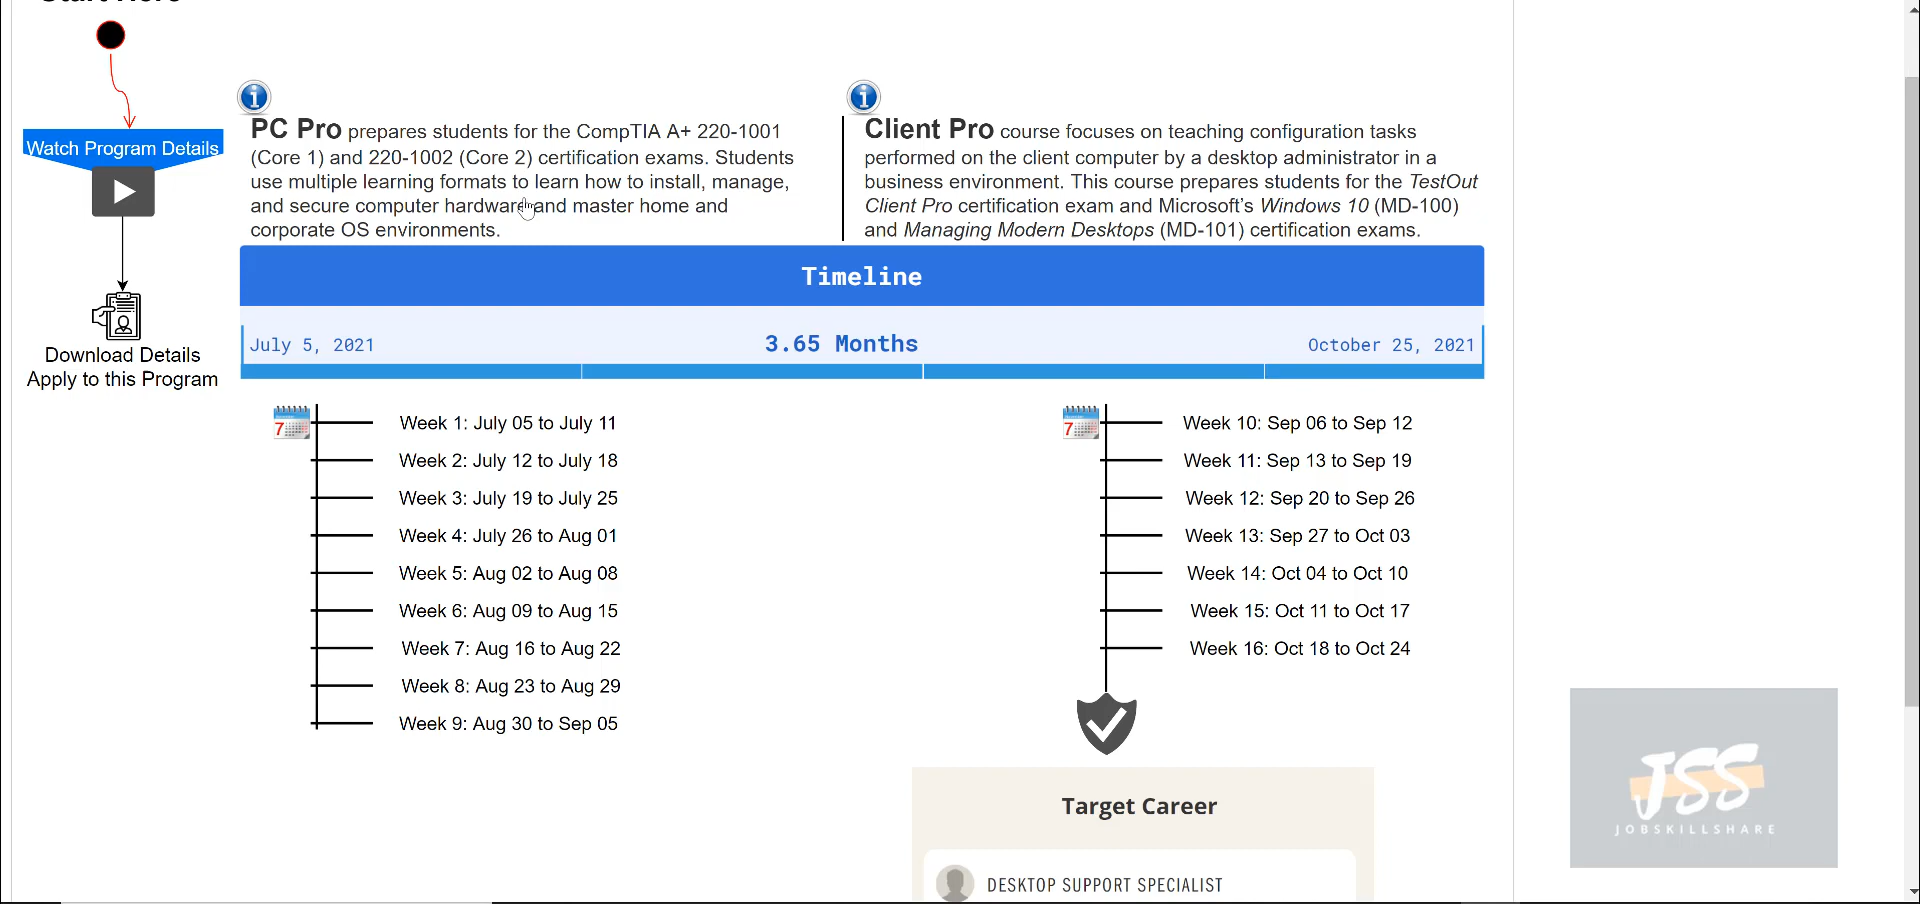 Start Here
Watch Program Details
Download Details
Apply to this Program
PC Pro prepares students for the CompTIA A+ 220-1001
(Core 1) and 220-1002 (Core 2) certification exams. Students
use multiple learning formats to learn how to install, manage,
and secure computer hardware and master home and
corporate OS environments.
Client Pro course focuses on teaching configuration tasks
performed on the client computer by a desktop administrator in a
business environment. This course prepares students for the TestOut
Client Pro certification exam and Microsoft's Windows 10 (MD-100)
and Managing Modern Desktops (MD-101) certification exams.
Timeline
July 5, 2021
3.65 Months
October 25, 2021
7
Week 1: July 05 to July 11
Week 2: July 12 to July 18
Week 3: July 19 to July 25
Week 4: July 26 to Aug 01
Week 5: Aug 02 to Aug 08
Week 6: Aug 09 to Aug 15
Week 7: Aug 16 to Aug 22
Week 8: Aug 23 to Aug 29
Week 9: Aug 30 to Sep 05
7
Week 10: Sep 06 to Sep 12
Week 11: Sep 13 to Sep 19
Week 12: Sep 20 to Sep 26
Week 13: Sep 27 to Oct 03
Week 14: Oct 04 to Oct 10
Week 15: Oct 11 to Oct 17
Week 16: Oct 18 to Oct 24
Target Career
DESKTOP SUPPORT SPECIALIST
JSS
JOBSKILLSHARE